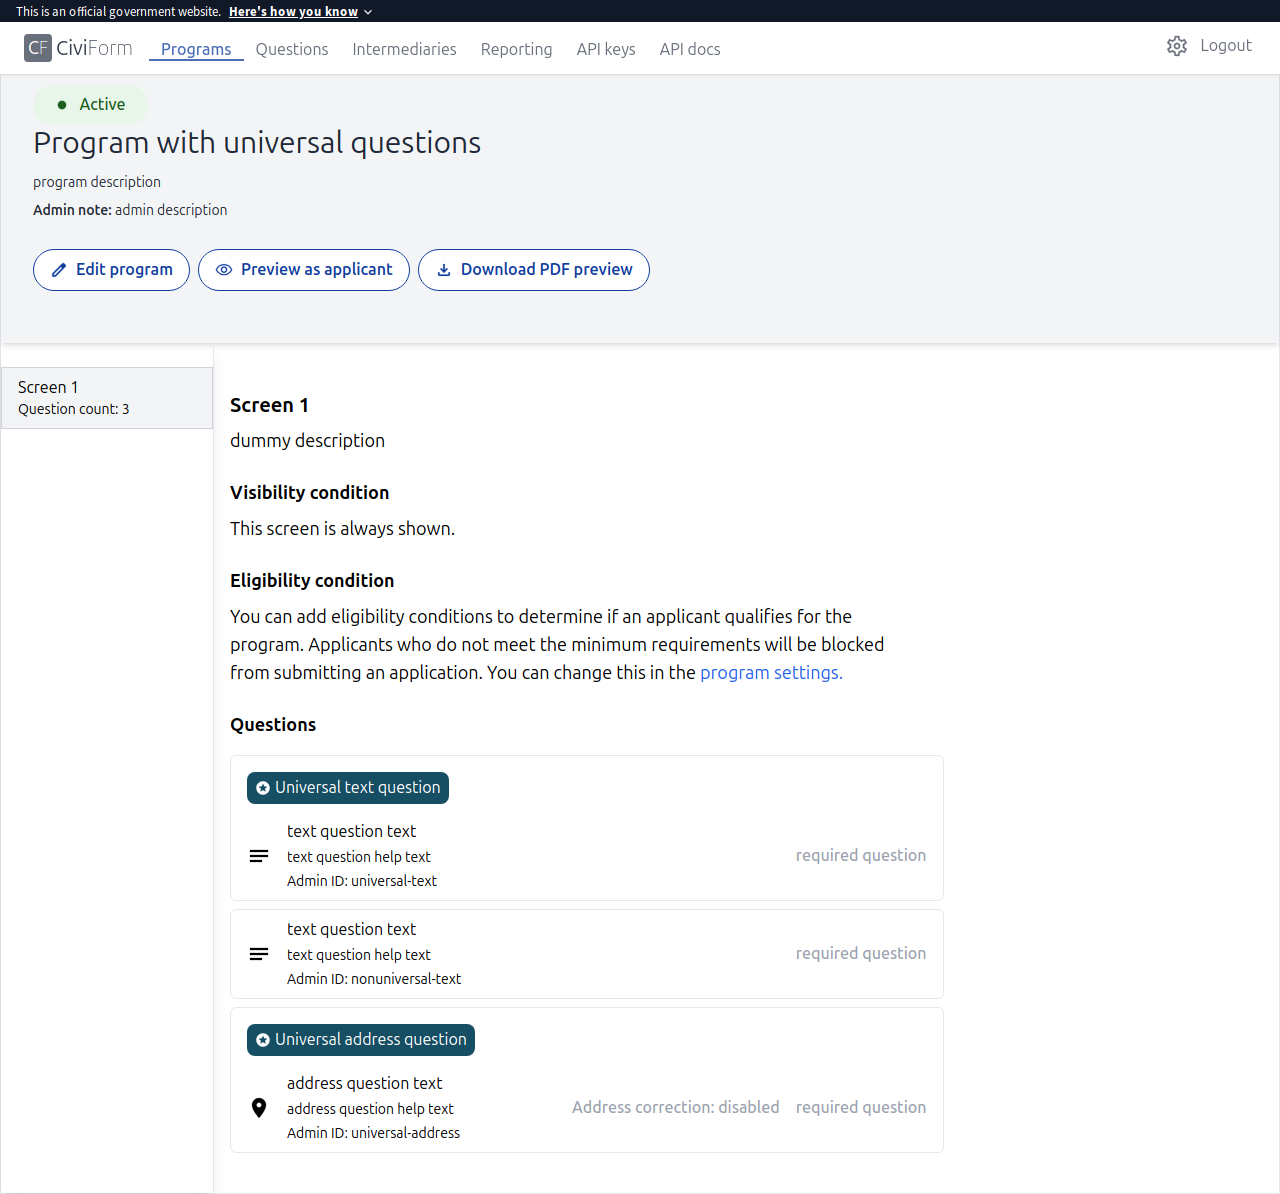 This is an official government website. Here's how you know
CF CiviForm Programs Questions Intermediaries Reporting API keys API docs Logout
Active
Program with universal questions
program description
Admin note: admin description
Edit program Preview as applicant Download PDF preview
Screen 1
Question count: 3
Screen 1
dummy description
Visibility condition
This screen is always shown.
Eligibility condition
You can add eligibility conditions to determine if an applicant qualifies for the
program. Applicants who do not meet the minimum requirements will be blocked
from submitting an application. You can change this in the program settings.
Questions
Universal text question
text question text
text question help text
Admin ID: universal-text
required question
text question text
text question help text
Admin ID: nonuniversal-text
required question
Universal address question
address question text
address question help text
Admin ID: universal-address
Address correction: disabled required question